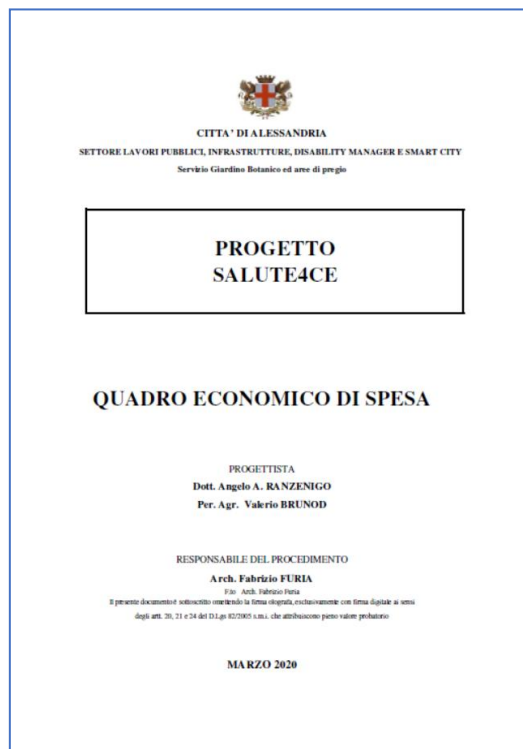 CITTA' DI ALESSANDRIA
SETTORE LAVORI PUBBLICI, INFRASTRUTTURE, DISABILITY MANAGER E SMART CITY
Servizio Giardino Botanico ed aree di pregio
PROGETTO
SALUTE4CE
QUADRO ECONOMICO DI SPESA
PROGETTISTA
Dott. Angelo A. RANZENIGO
Per. Agr. Valerio BRUNOD
RESPONSABILE DEL PROCEDIMENTO
Arch. Fabrizio FURIA
F.to Arch. Fabrizio Furia
Il presente documento è sottoscritto omettendo la firma olografa, esclusivamente con firma digitale ai sensi
degli artt. 20, 21 e 24 del D.Lgs 82/2005 s.m.i. che attribuiscono pieno valore probatorio
MARZO 2020